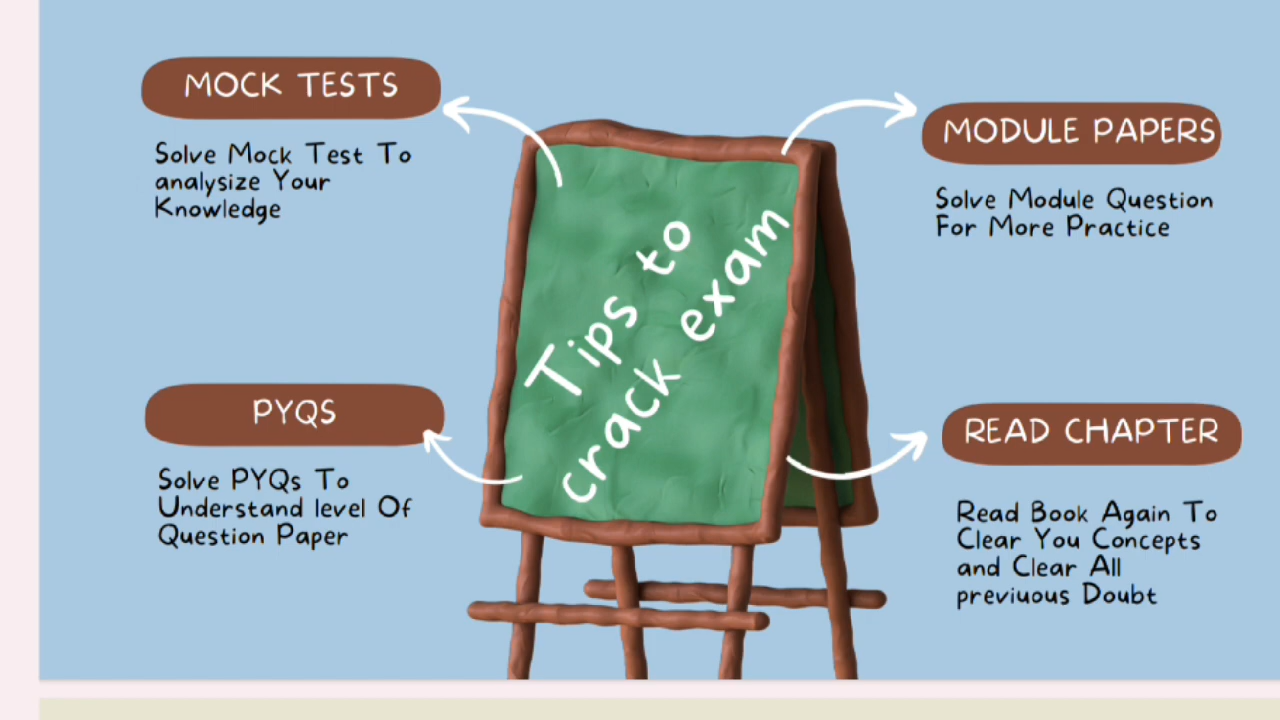 MOCK TESTS
Solve Mock Test To
analysize Your
Knowledge
MODULE PAPERS
Solve Module Question
For More Practice
Tips to
crack exam
PYQS
Solve PYQs To
Understand level Of
Question Paper
READ CHAPTER
Read Book Again To
Clear You Concepts
and Clear All
previuous Doubt